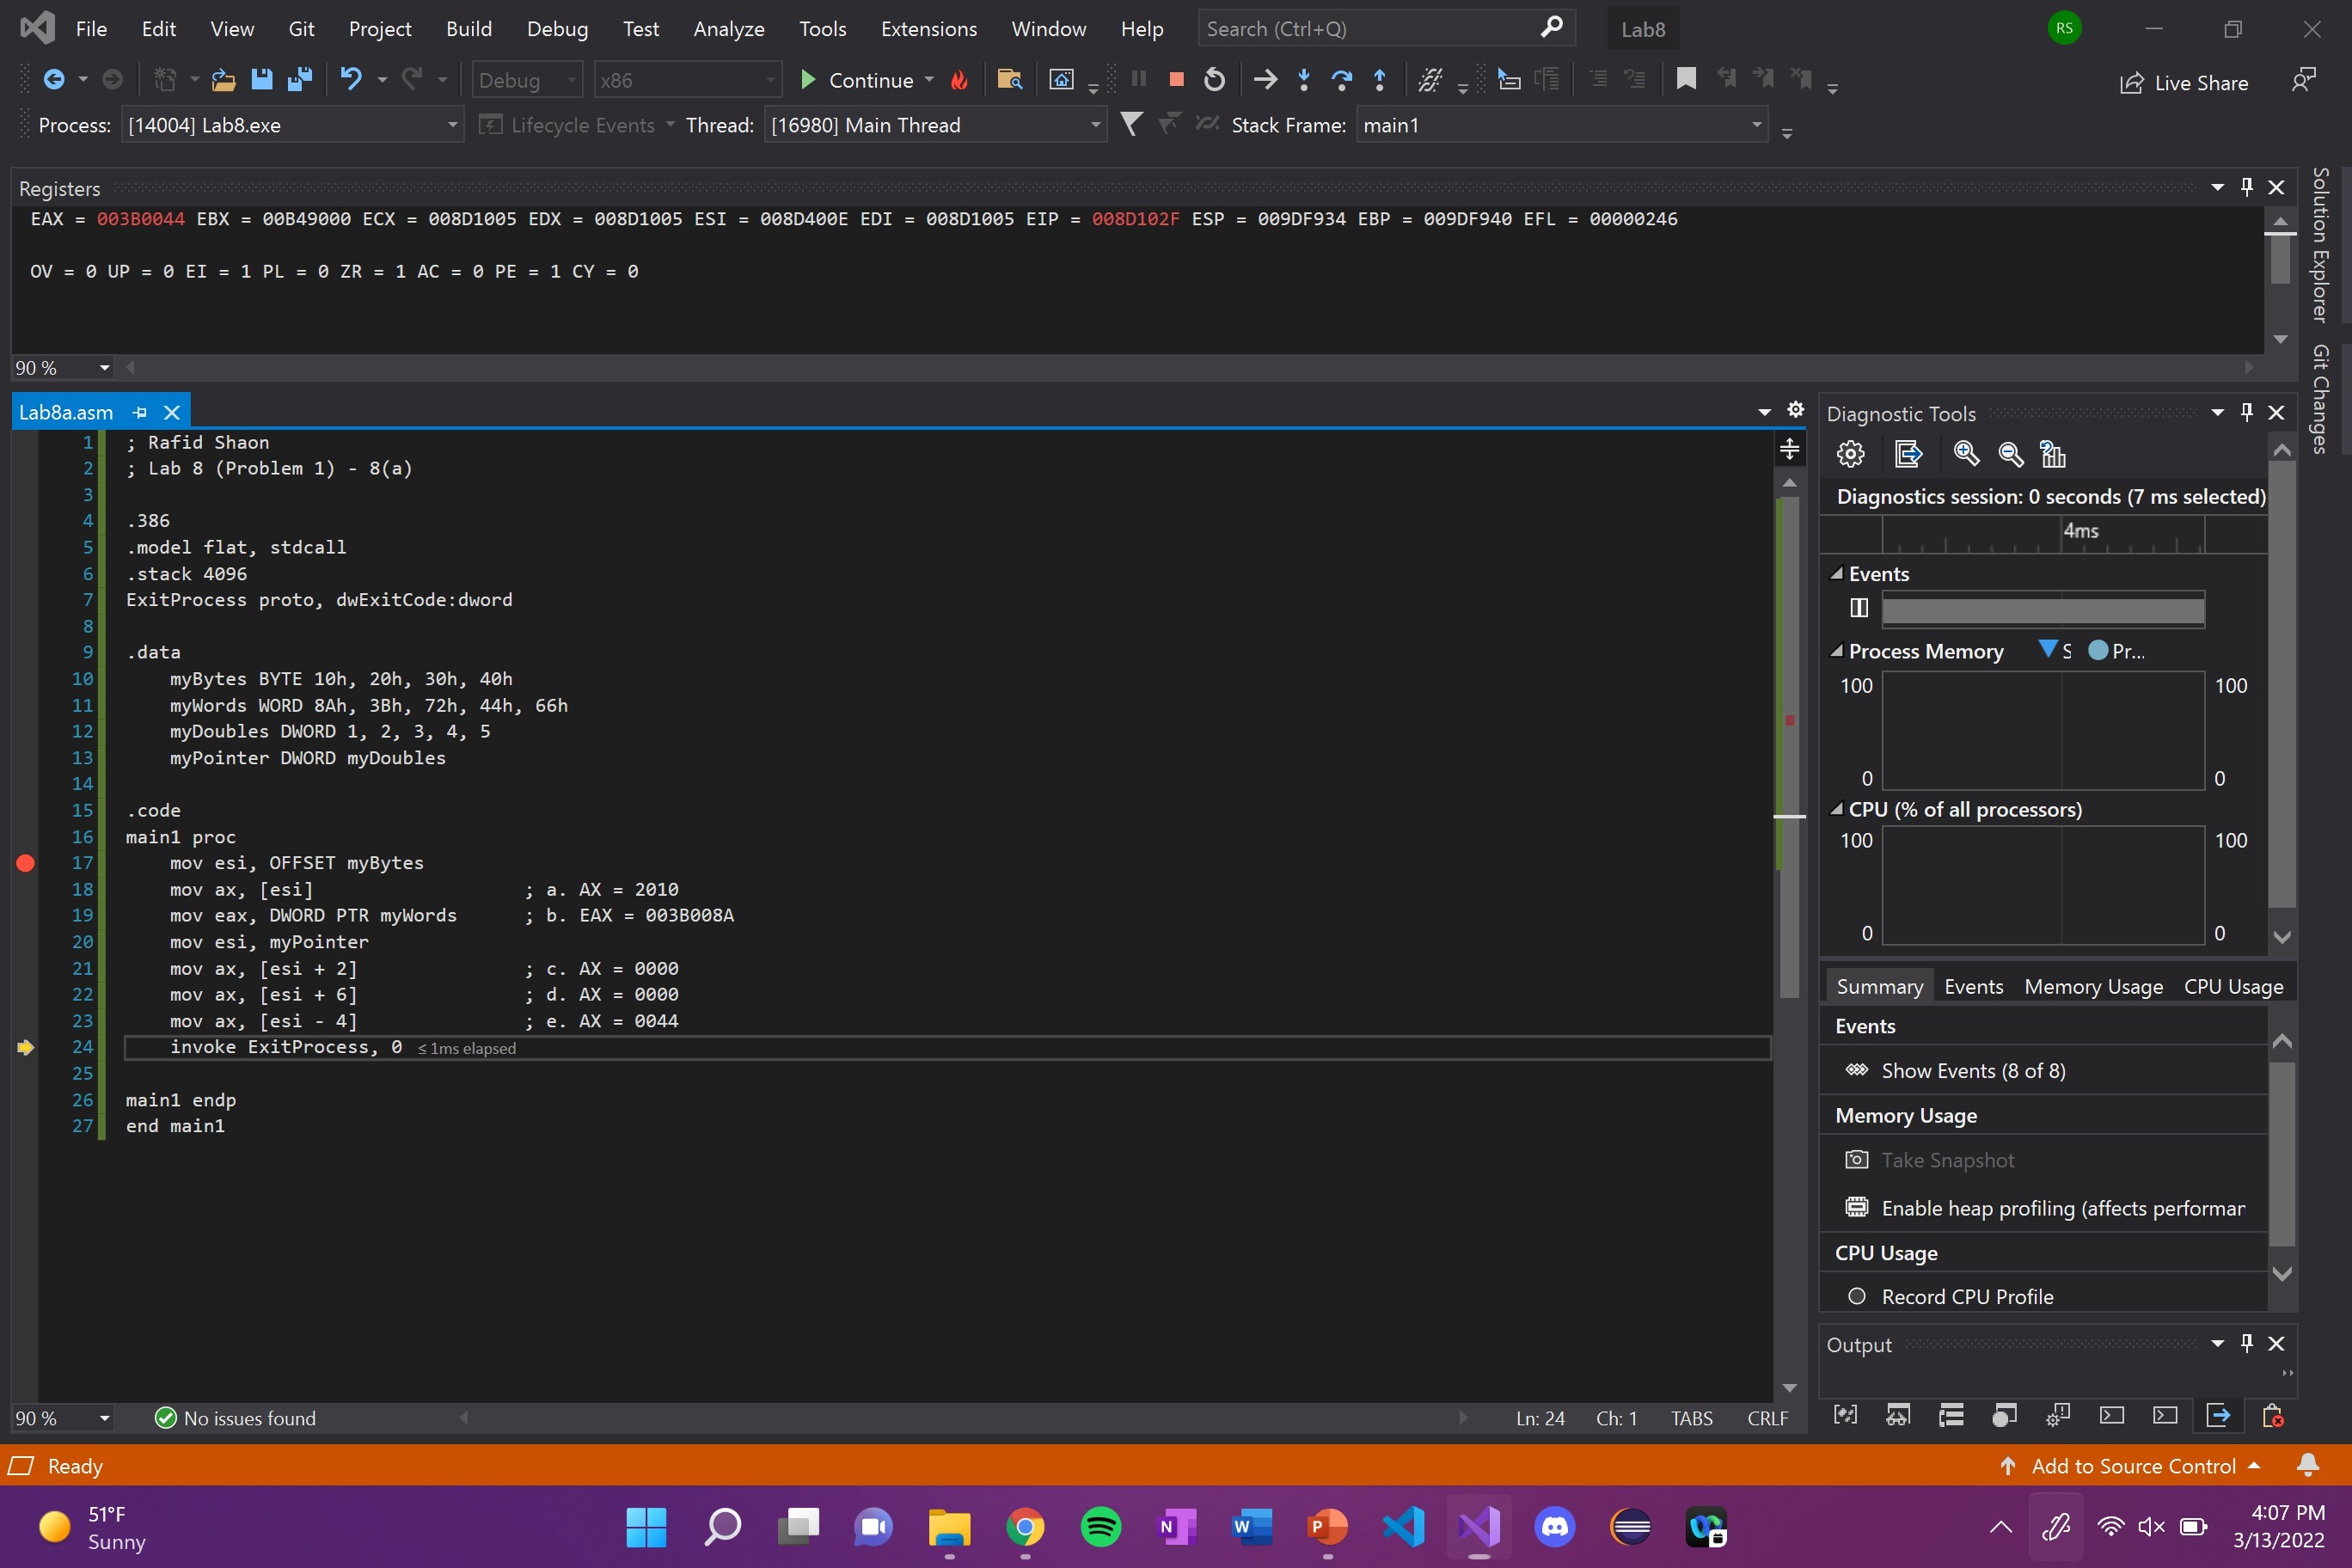 File Edit View Git Project Build Debug Test Analyze Tools Extensions Window Help Search (Ctrl+Q) Lab8 RS
Debug x86 Continue Live Share
Process: [14004] Lab8.exe Lifecycle Events Thread: [16980] Main Thread Stack Frame: main1
Registers
EAX = 003B0044 EBX = 00B49000 ECX = 008D1005 EDX = 008D1005 ESI = 008D400E EDI = 008D1005 EIP = 008D102F ESP = 009DF934 EBP = 009DF940 EFL = 00000246
OV = 0 UP = 0 EI = 1 PL = 0 ZR = 1 AC = 0 PE = 1 CY = 0
90 %
Solution Explorer
Git Changes
Lab8a.asm
1 ; Rafid Shaon
2 ; Lab 8 (Problem 1) - 8(a)
3
4 .386
5 .model flat, stdcall
6 .stack 4096
7 ExitProcess proto, dwExitCode:dword
8
9 .data
10 myBytes BYTE 10h, 20h, 30h, 40h
11 myWords WORD 8Ah, 3Bh, 72h, 44h, 66h
12 myDoubles DWORD 1, 2, 3, 4, 5
13 myPointer DWORD myDoubles
14
15 .code
16 main1 proc
17 mov esi, OFFSET myBytes
18 mov ax, [esi] ; a. AX = 2010
19 mov eax, DWORD PTR myWords ; b. EAX = 003B008A
20 mov esi, myPointer
21 mov ax, [esi + 2] ; c. AX = 0000
22 mov ax, [esi + 6] ; d. AX = 0000
23 mov ax, [esi - 4] ; e. AX = 0044
24 invoke ExitProcess, 0 ≤ 1ms elapsed
25
26 main1 endp
27 end main1
90 % No issues found Ln: 24 Ch: 1 TABS CRLF
Diagnostic Tools
Diagnostics session: 0 seconds (7 ms selected)
4ms
Events
Process Memory S Pr...
100 100
0 0
CPU (% of all processors)
100 100
0 0
Summary Events Memory Usage CPU Usage
Events
Show Events (8 of 8)
Memory Usage
Take Snapshot
Enable heap profiling (affects performar
CPU Usage
Record CPU Profile
Output
Ready Add to Source Control
51°F
Sunny
N W P
4:07 PM
3/13/2022